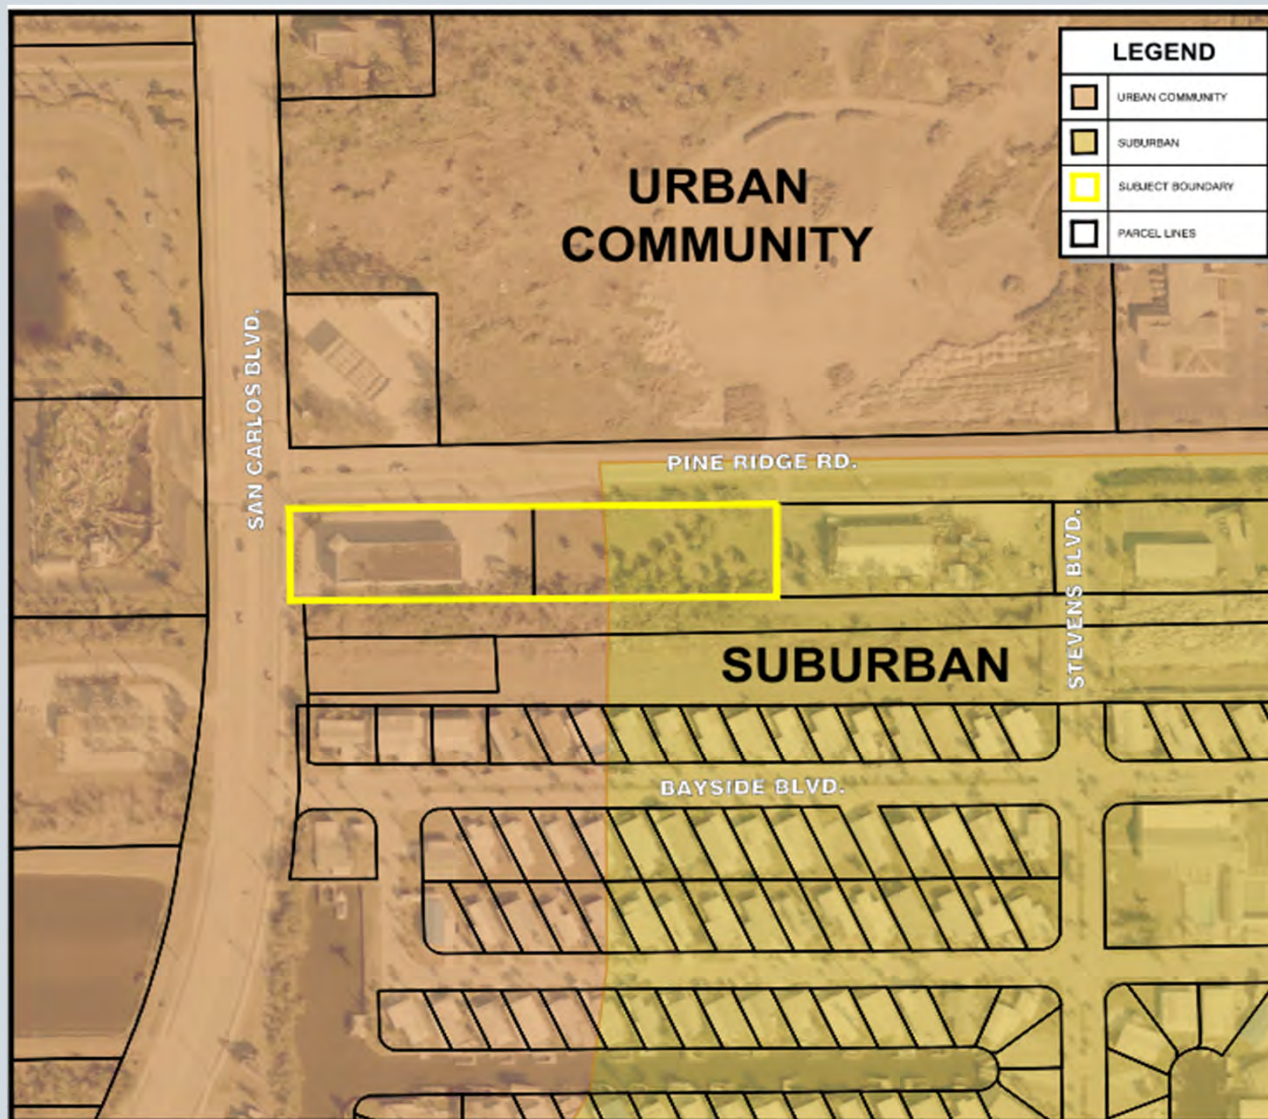 LEGEND
URBAN COMMUNITY
SUBURBAN
SUBJECT BOUNDARY
PARCEL LINES
URBAN
COMMUNITY
SAN CARLOS BLVD.
PINE RIDGE RD.
STEVENS BLVD.
SUBURBAN
BAYSIDE BLVD.